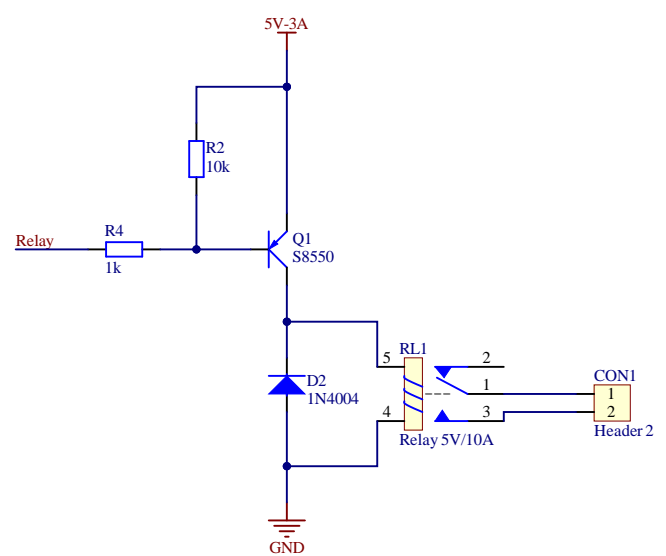 5V-3A
R2
10k
Relay
R4
1k
Q1
S8550
RL1
5
2
CON1
D2
1N4004
1
1
2
4
3
Relay 5V/10A
Header 2
GND